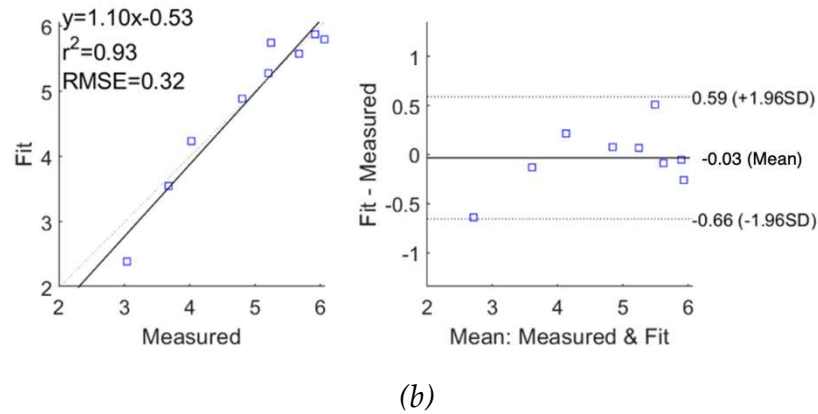 y=1.10x-0.53
r²=0.93
RMSE=0.32
6
5
4
3
2
Fit
2 3 4 5 6
Measured
1
0.5
0
-0.5
-1
Fit - Measured
0.59 (+1.96SD)
-0.03 (Mean)
-0.66 (-1.96SD)
2 3 4 5 6
Mean: Measured & Fit
(b)